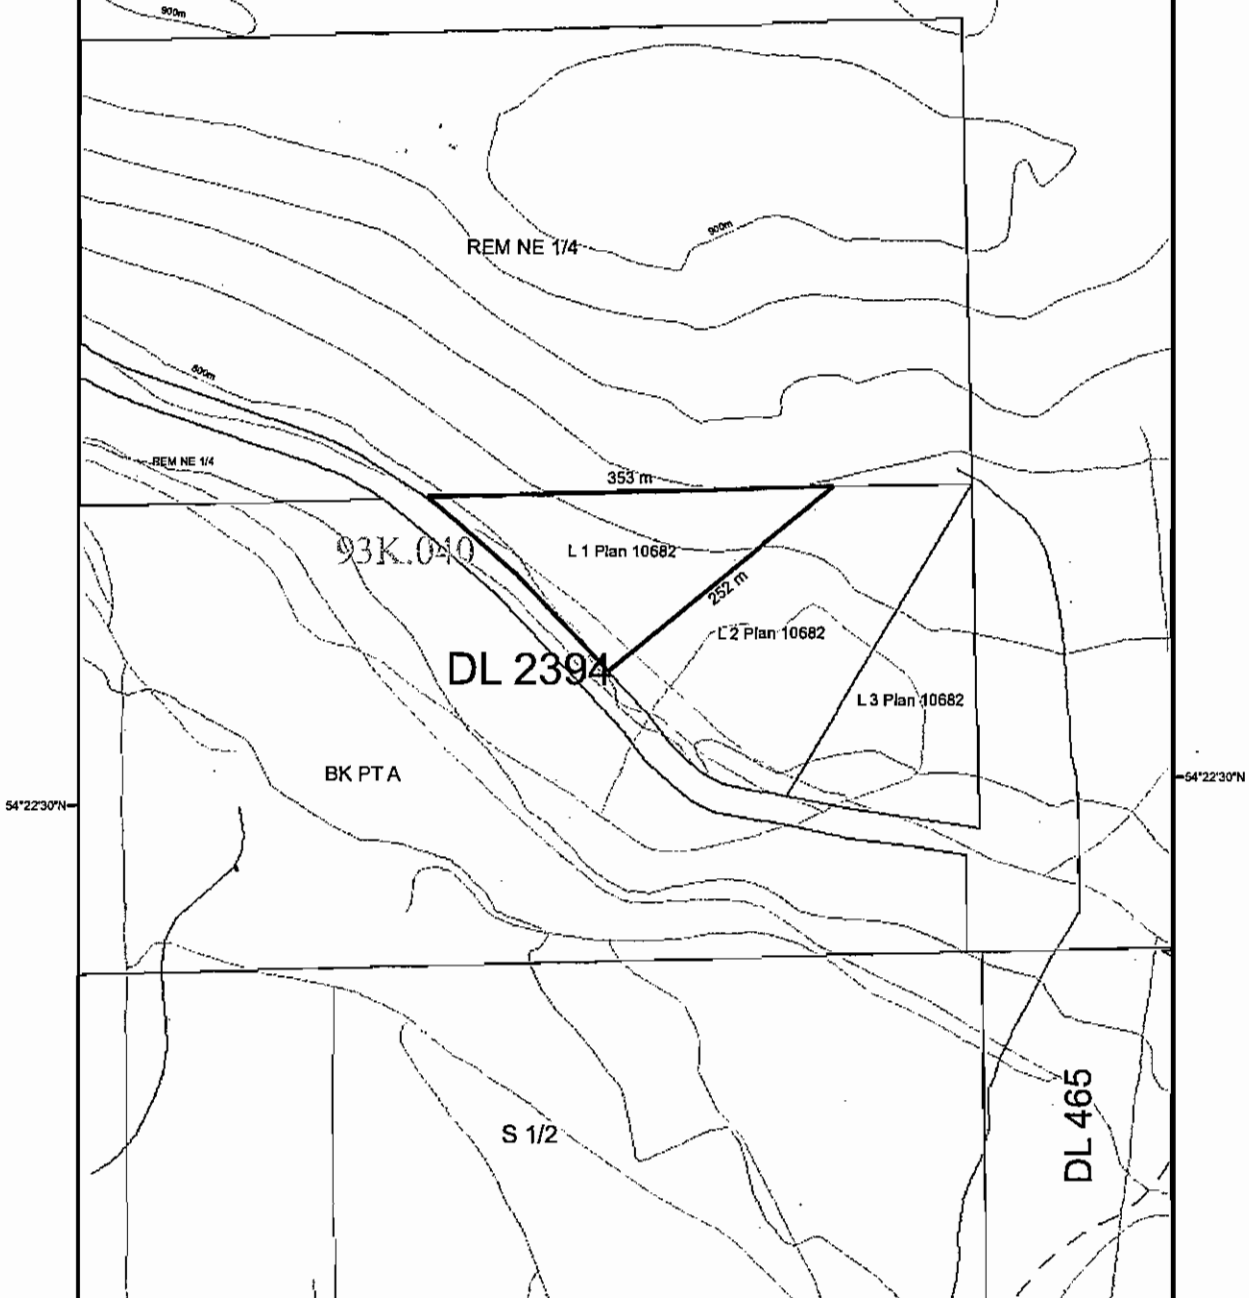 900m
900m
REM NE 1/4
REM NE 1/4
353 m
93K.040
L 1 Plan 10682
252 m
L 2 Plan 10682
DL 2394
L 3 Plan 10682
BK PT A
54°22'30"N
54°22'30"N
S 1/2
DL 465